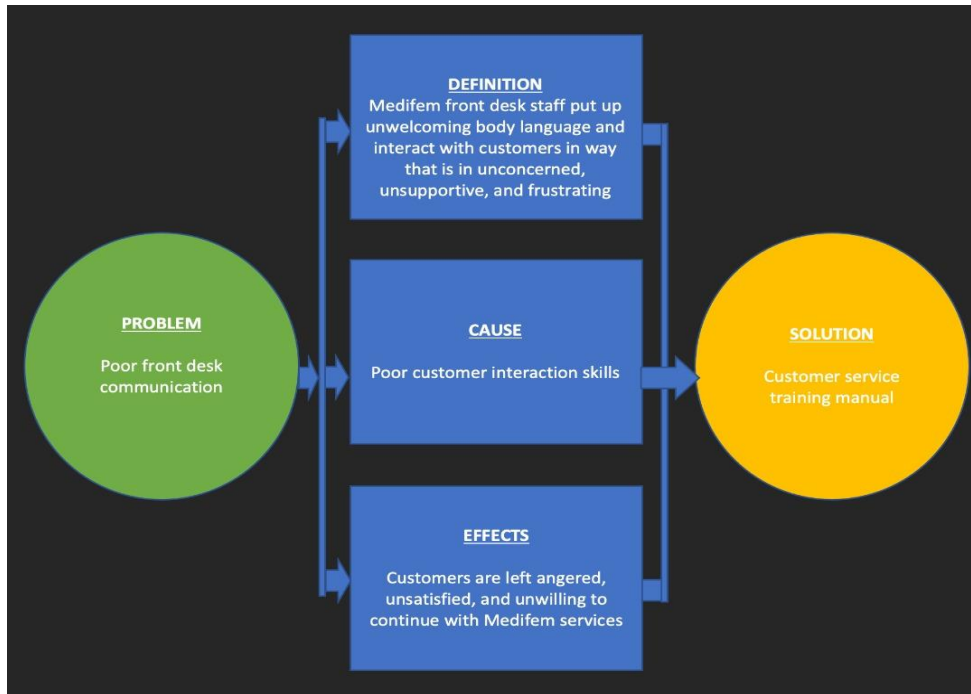 PROBLEM
Poor front desk
communication
DEFINITION
Medifem front desk staff put up
unwelcoming body language and
interact with customers in way
that is in unconcerned,
unsupportive, and frustrating
CAUSE
Poor customer interaction skills
EFFECTS
Customers are left angered,
unsatisfied, and unwilling to
continue with Medifem services
SOLUTION
Customer service
training manual